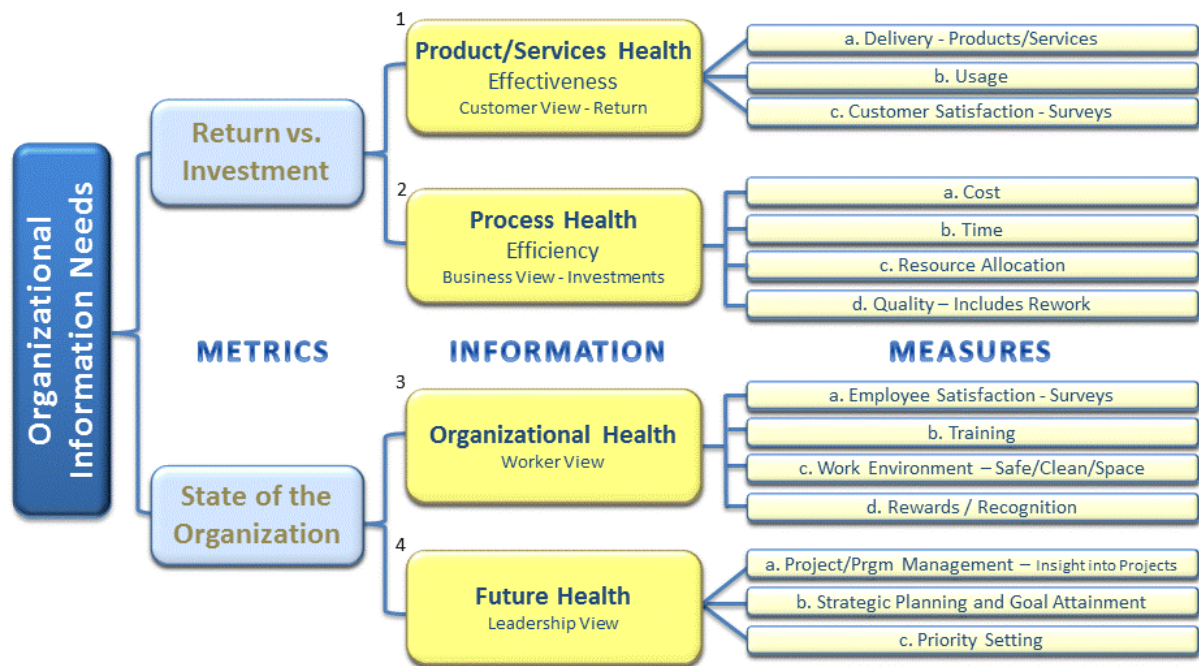 Organizational
Information Needs
Return vs.
Investment
1
Product/Services Health
Effectiveness
Customer View - Return
a. Delivery - Products/Services
b. Usage
c. Customer Satisfaction - Surveys
2
Process Health
Efficiency
Business View - Investments
a. Cost
b. Time
c. Resource Allocation
d. Quality – Includes Rework
METRICS
INFORMATION
MEASURES
State of the
Organization
3
Organizational Health
Worker View
a. Employee Satisfaction - Surveys
b. Training
c. Work Environment – Safe/Clean/Space
d. Rewards / Recognition
4
Future Health
Leadership View
a. Project/Prgm Management – Insight into Projects
b. Strategic Planning and Goal Attainment
c. Priority Setting